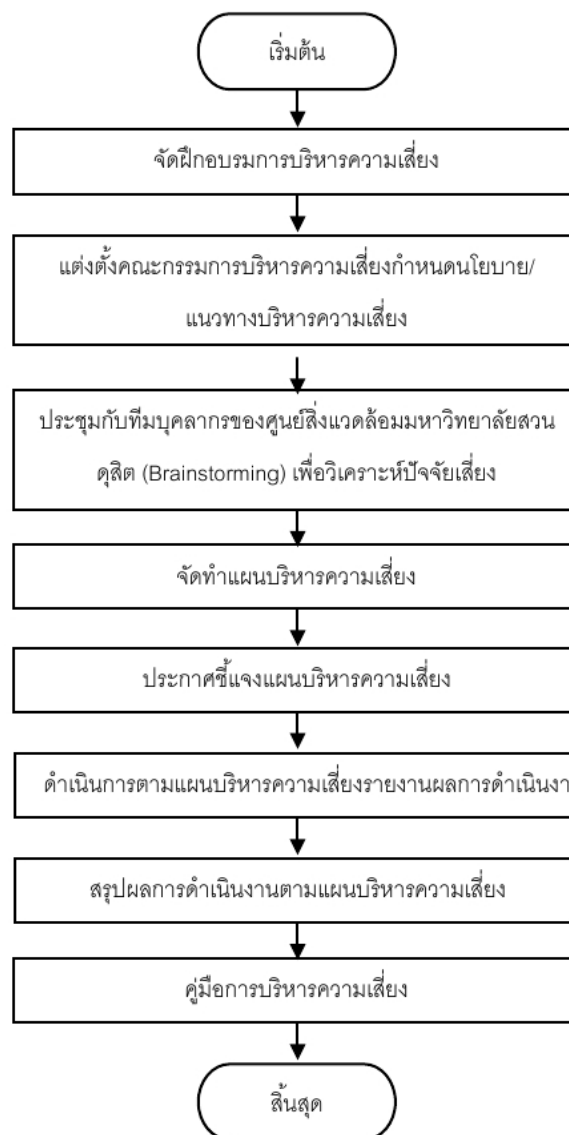 เริ่มต้น
จัดฝึกอบรมการบริหารความเสี่ยง
แต่งตั้งคณะกรรมการบริหารความเสี่ยงกำหนดนโยบาย/
แนวทางบริหารความเสี่ยง
ประชุมกับทีมบุคลากรของศูนย์สิ่งแวดล้อมมหาวิทยาลัยสวน
ดุสิต (Brainstorming) เพื่อวิเคราะห์ปัจจัยเสี่ยง
จัดทำแผนบริหารความเสี่ยง
ประกาศชี้แจงแผนบริหารความเสี่ยง
ดำเนินการตามแผนบริหารความเสี่ยงรายงานผลการดำเนินงา
สรุปผลการดำเนินงานตามแผนบริหารความเสี่ยง
คู่มือการบริหารความเสี่ยง
สิ้นสุด